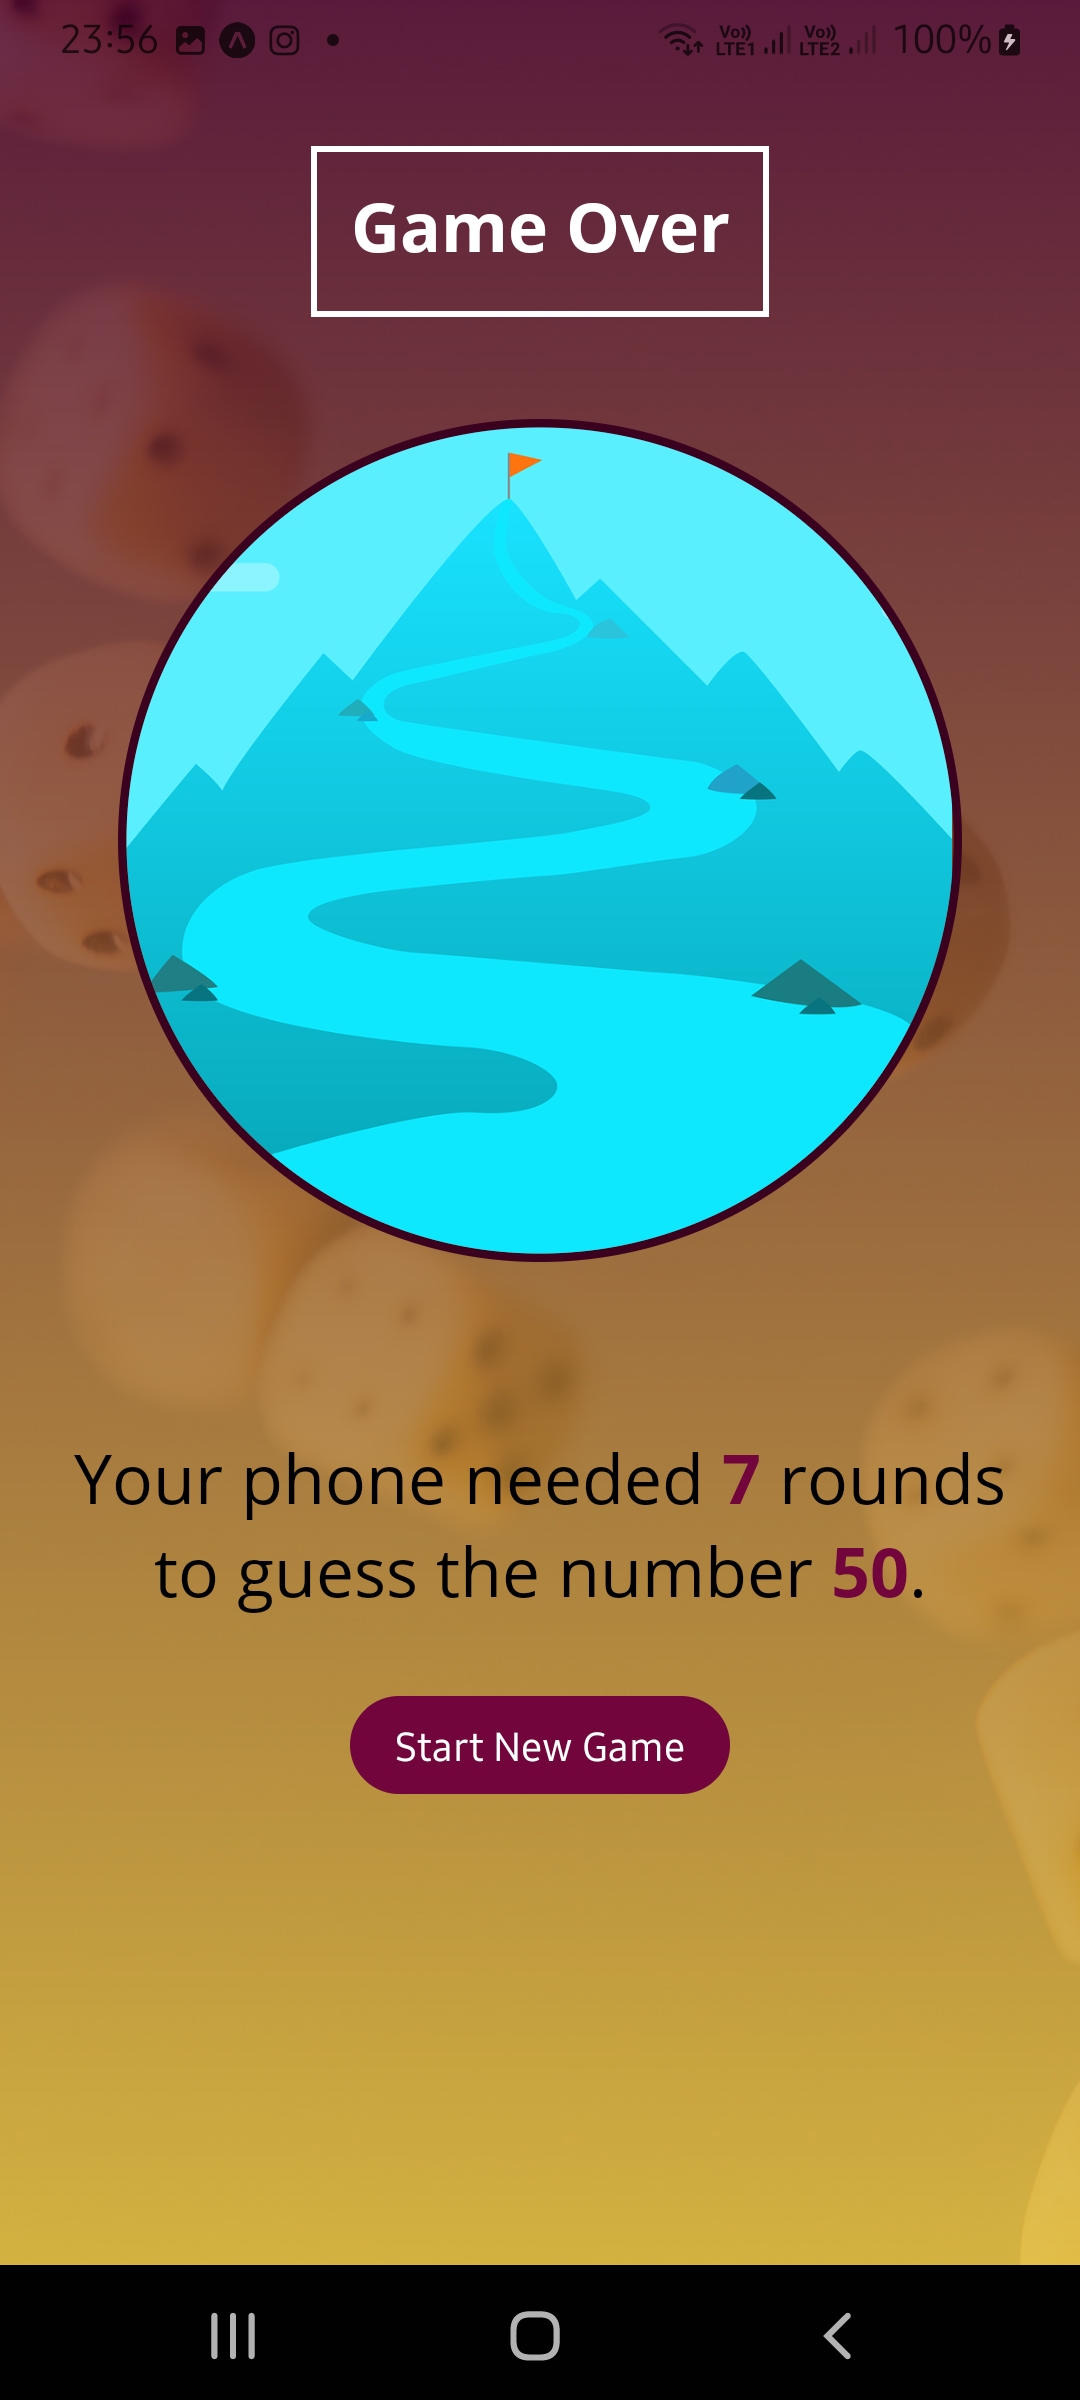 23:56 Vo)) LTE1 Vo)) LTE2 100%
Game Over
Your phone needed 7 rounds
to guess the number 50.
Start New Game